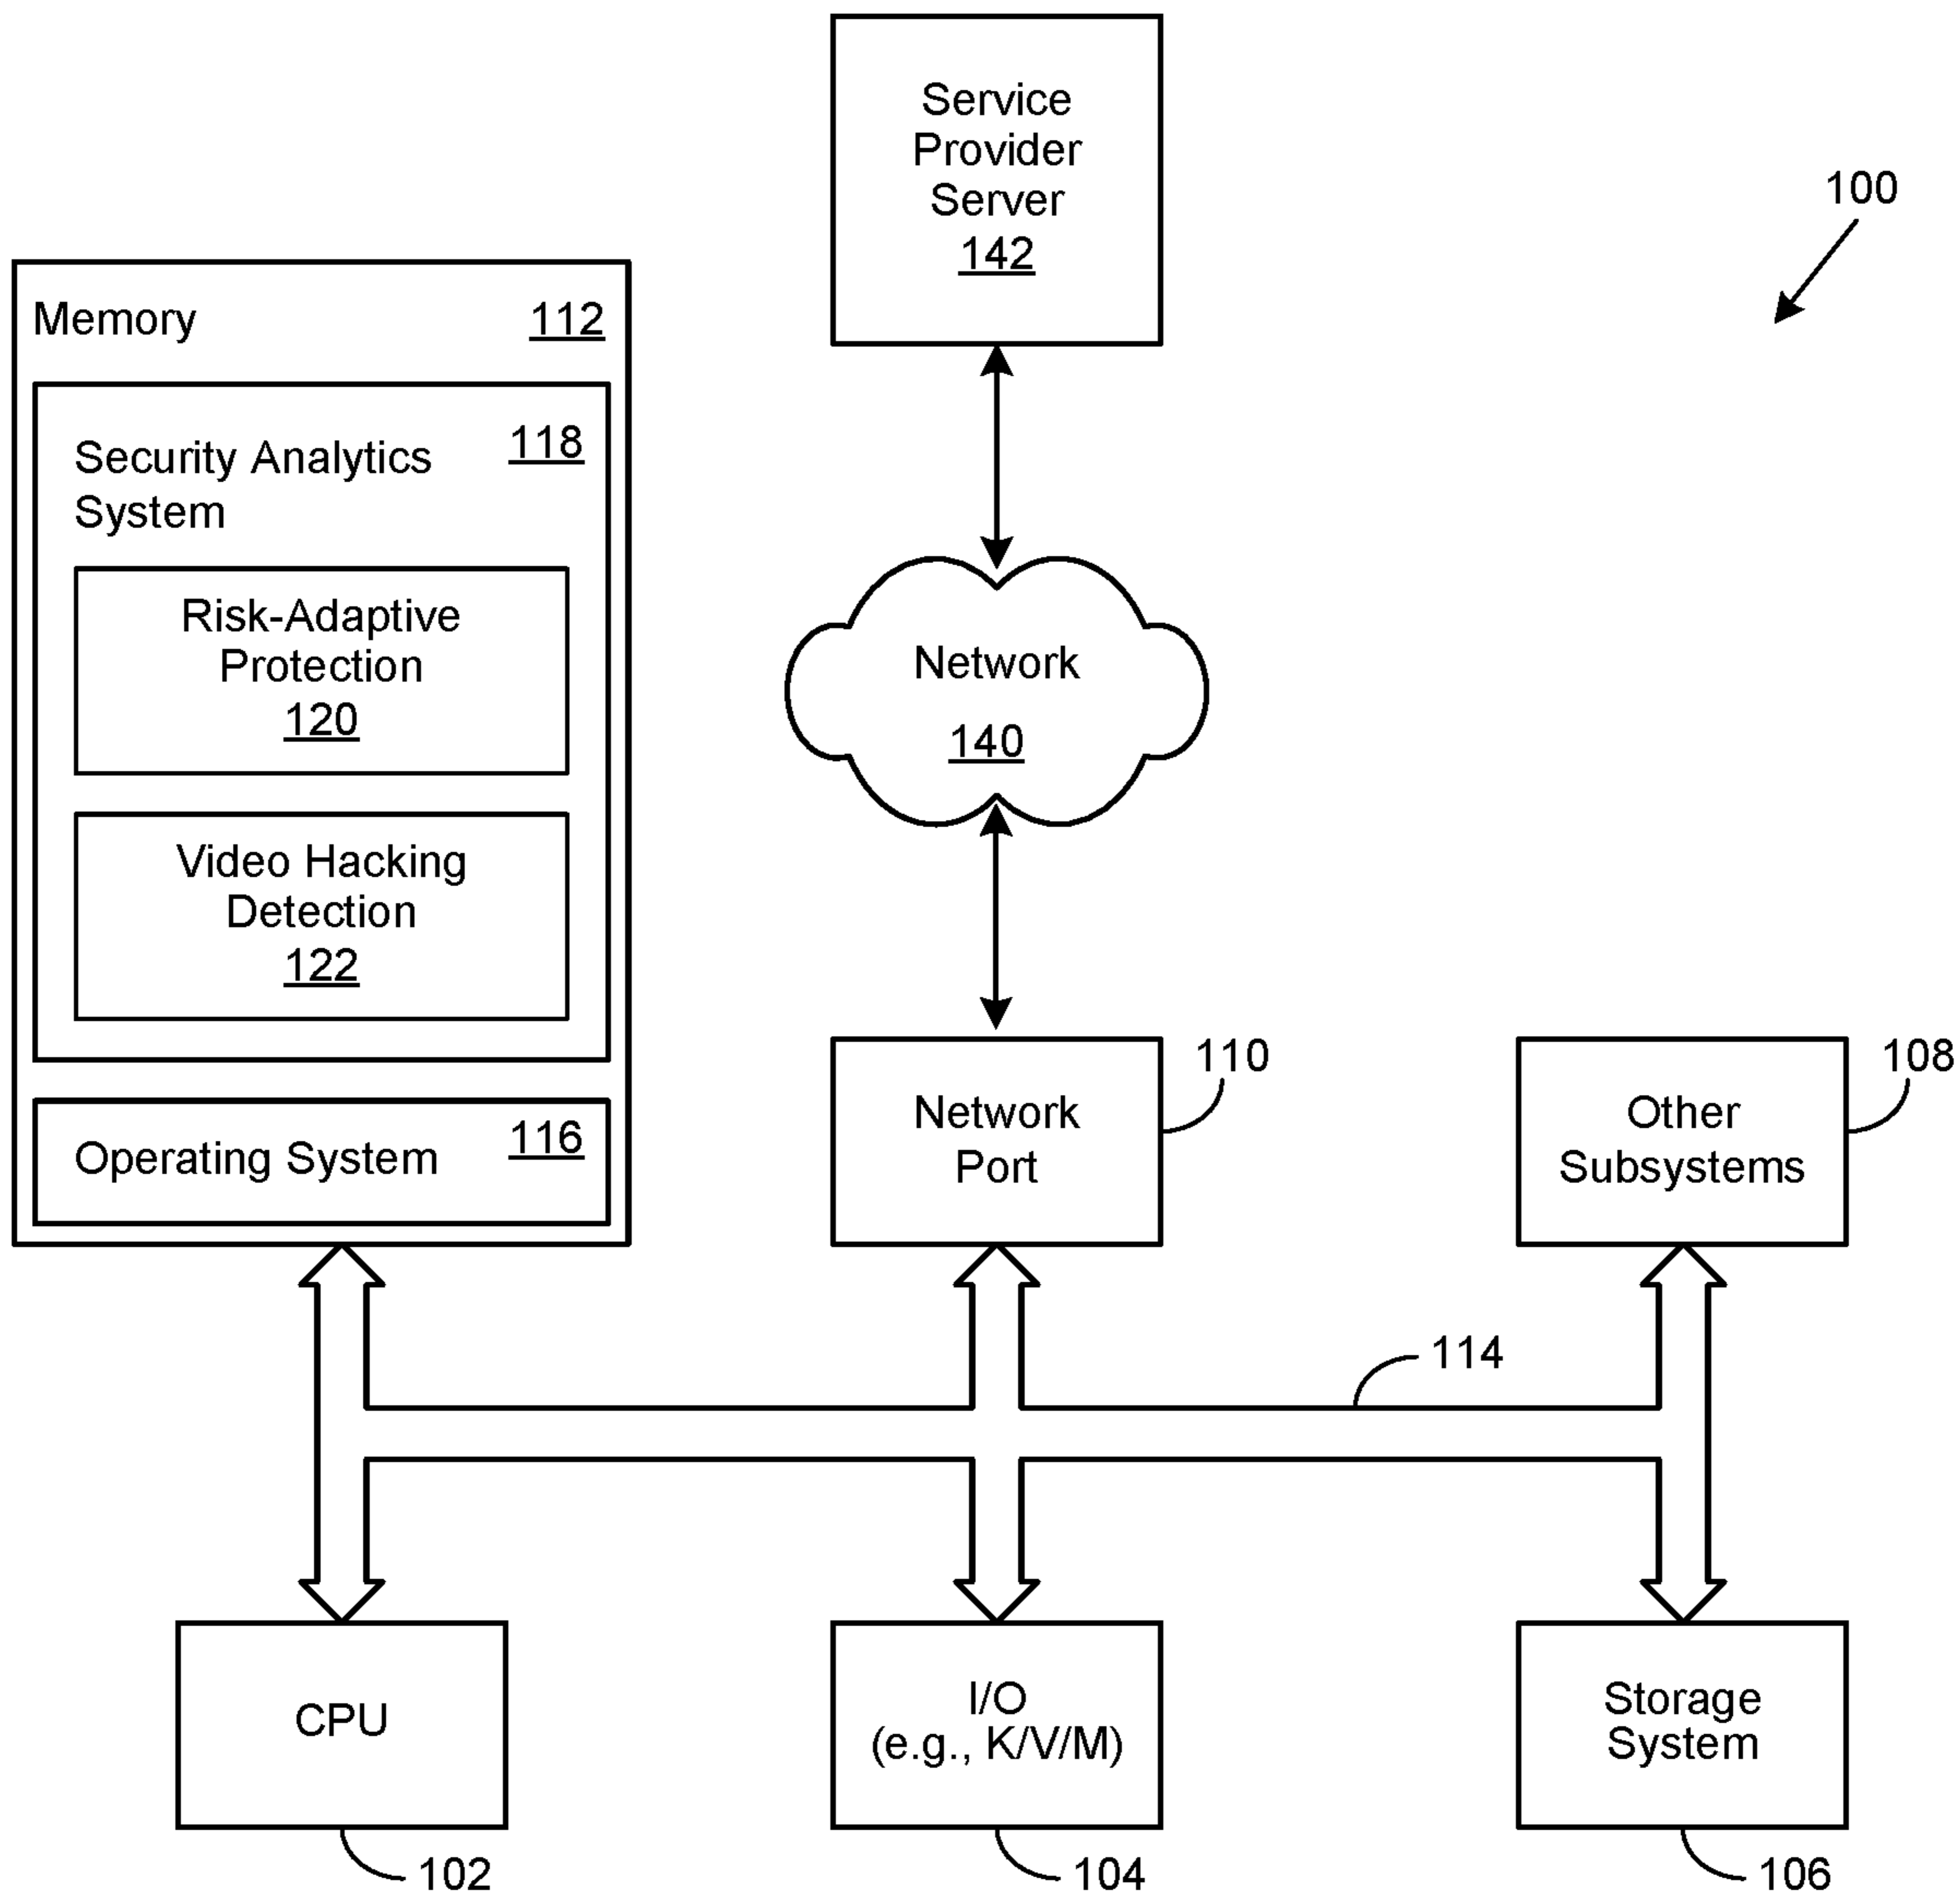 Service
Provider
Server
142
100
Memory
112
Security Analytics
System
118
Risk-Adaptive
Protection
120
Video Hacking
Detection
122
Operating System
116
Network
140
Network
Port
110
Other
Subsystems
108
114
CPU
102
I/O
(e.g., K/V/M)
104
Storage
System
106